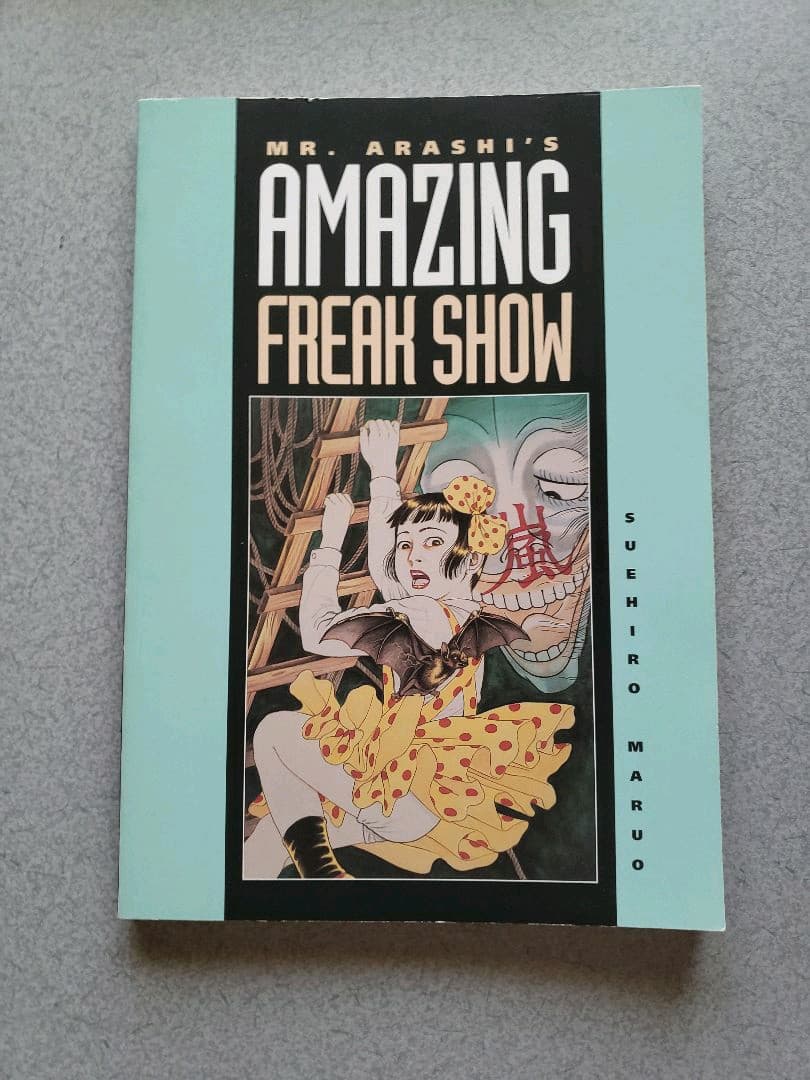 MR. ARASHI'S
AMAZING
FREAK SHOW
嵐
SUEHIRO MARUO